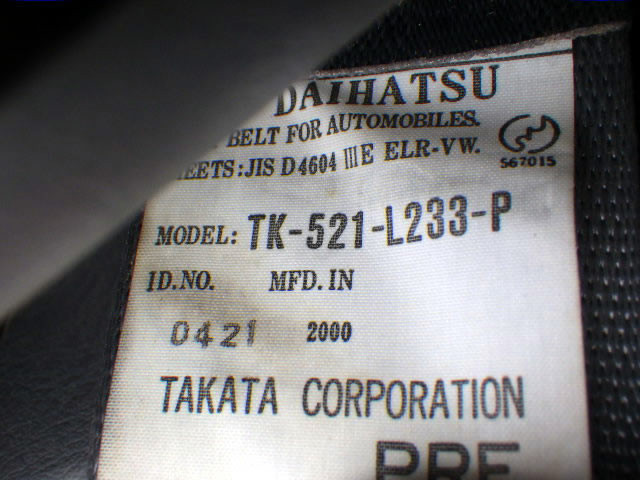 DAIHATSU
BELT FOR AUTOMOBILES.
EETS:JIS D4604 IIIE ELR-VW.
567015
MODEL: TK-521-L233-P
ID.NO. MFD.IN
0421 2000
TAKATA CORPORATION
PRE